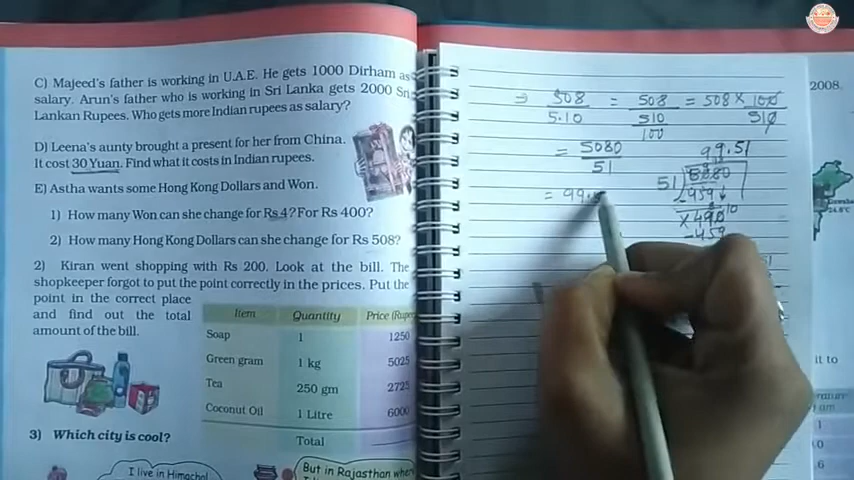 C) Majeed's father is working in U.A.E. He gets 1000 Dirham as
salary. Arun's father who is working in Sri Lanka gets 2000 Sri
Lankan Rupees. Who gets more Indian rupees as salary?
D) Leena's aunty brought a present for her from China.
It cost 30 Yuan. Find what it costs in Indian rupees.
E) Astha wants some Hong Kong Dollars and Won.
1) How many Won can she change for Rs 4? For Rs 400?
2) How many Hong Kong Dollars can she change for Rs 508?
2) Kiran went shopping with Rs 200. Look at the bill. The
shopkeeper forgot to put the point correctly in the prices. Put the
point in the correct place
and find out the total
amount of the bill.
Item Quantity Price (Rupe
Soap 1 1250
Green gram 1 kg 5025
Tea 250 gm 2725
Coconut Oil 1 Litre 6000
Total
3) Which city is cool?
I live in Himachal
But in Rajasthan where
⇒ 508/5.10 = 508/(510/100) = 508 × 100/510
= 5080/51
= 99.5
99.51
51 5080
- 459
× 490
- 459
2008.
it to